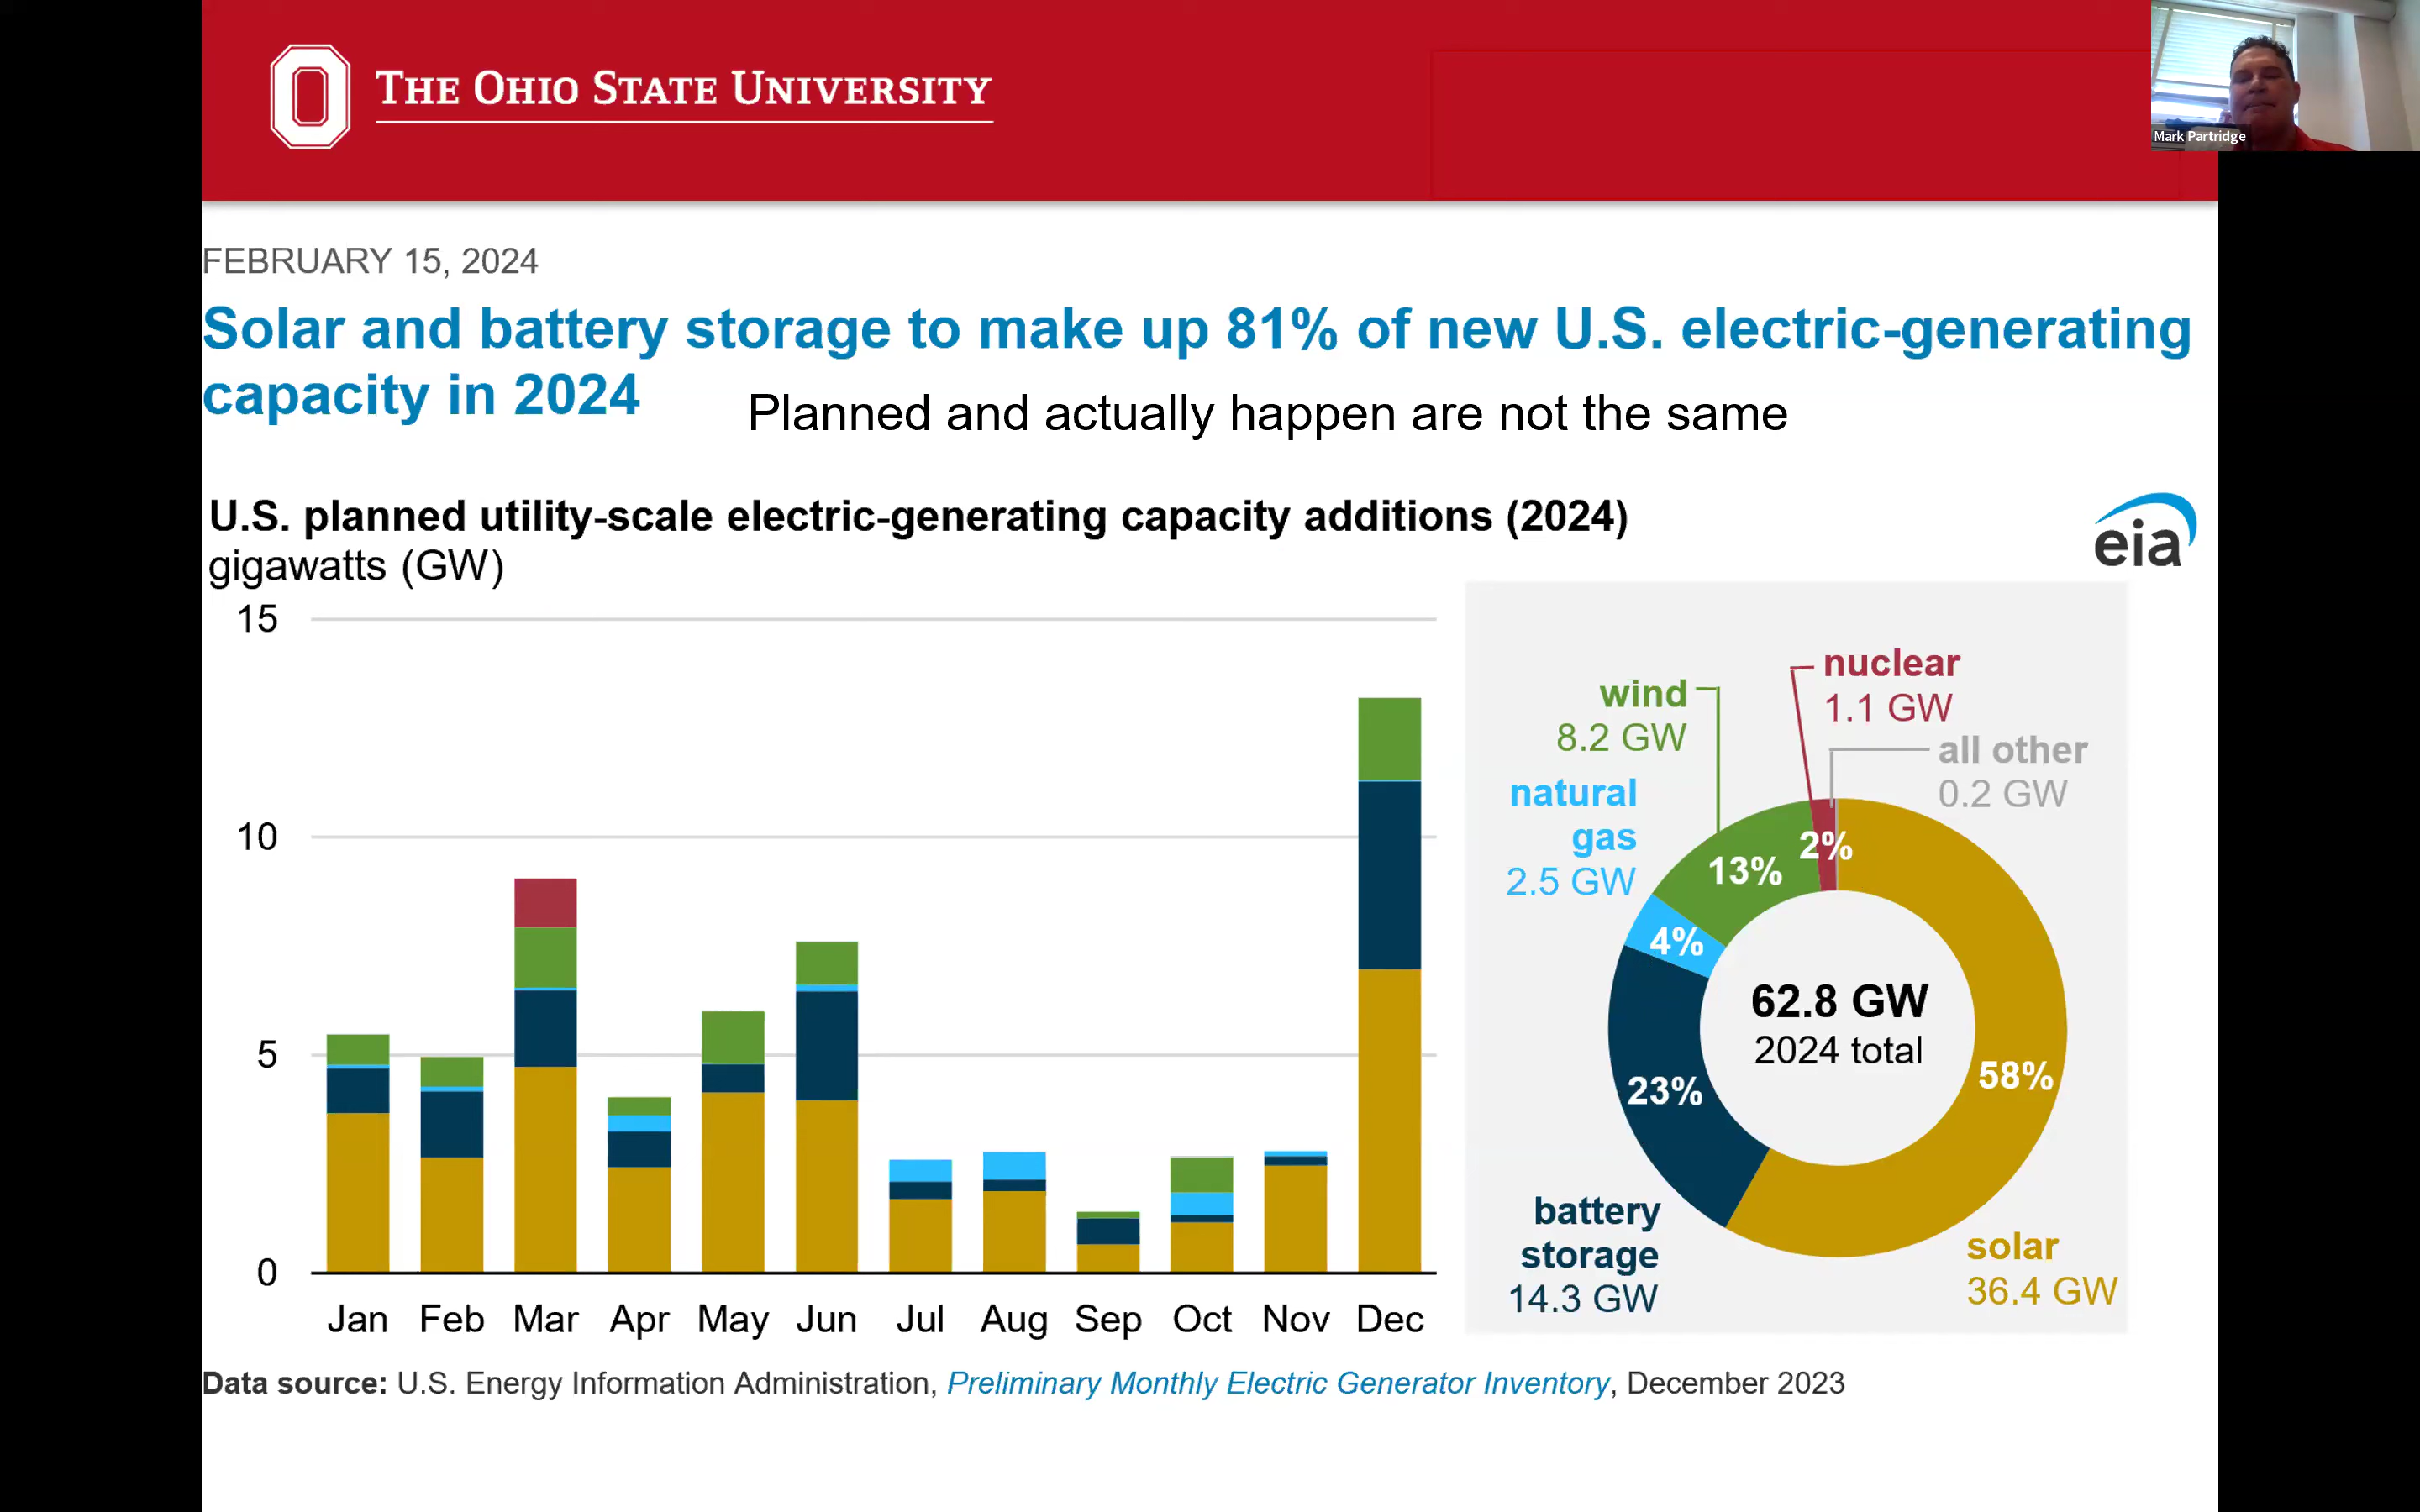 THE OHIO STATE UNIVERSITY
Mark Partridge
FEBRUARY 15, 2024
Solar and battery storage to make up 81% of new U.S. electric-generating
capacity in 2024
Planned and actually happen are not the same
U.S. planned utility-scale electric-generating capacity additions (2024)
gigawatts (GW)
eia
15
10
5
0
Jan Feb Mar Apr May Jun Jul Aug Sep Oct Nov Dec
nuclear
1.1 GW
wind
8.2 GW
all other
0.2 GW
natural
gas
2.5 GW
2%
13%
4%
62.8 GW
2024 total
58%
23%
battery
storage
14.3 GW
solar
36.4 GW
Data source: U.S. Energy Information Administration, Preliminary Monthly Electric Generator Inventory, December 2023